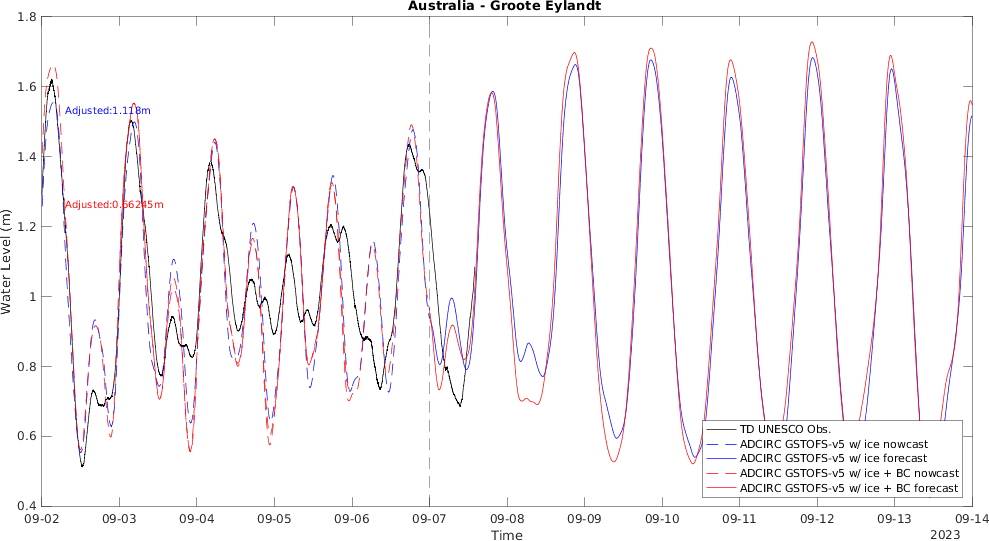 Australia - Groote Eylandt
1.8
1.6
1.4
1.2
1
0.8
0.6
0.4
Water Level (m)
Adjusted:1.118m
Adjusted:0.66245m
TD UNESCO Obs.
ADCIRC GSTOFS-v5 w/ ice nowcast
ADCIRC GSTOFS-v5 w/ ice forecast
ADCIRC GSTOFS-v5 w/ ice + BC nowcast
ADCIRC GSTOFS-v5 w/ ice + BC forecast
09-02 09-03 09-04 09-05 09-06 09-07 09-08 09-09 09-10 09-11 09-12 09-13 09-14
Time
2023